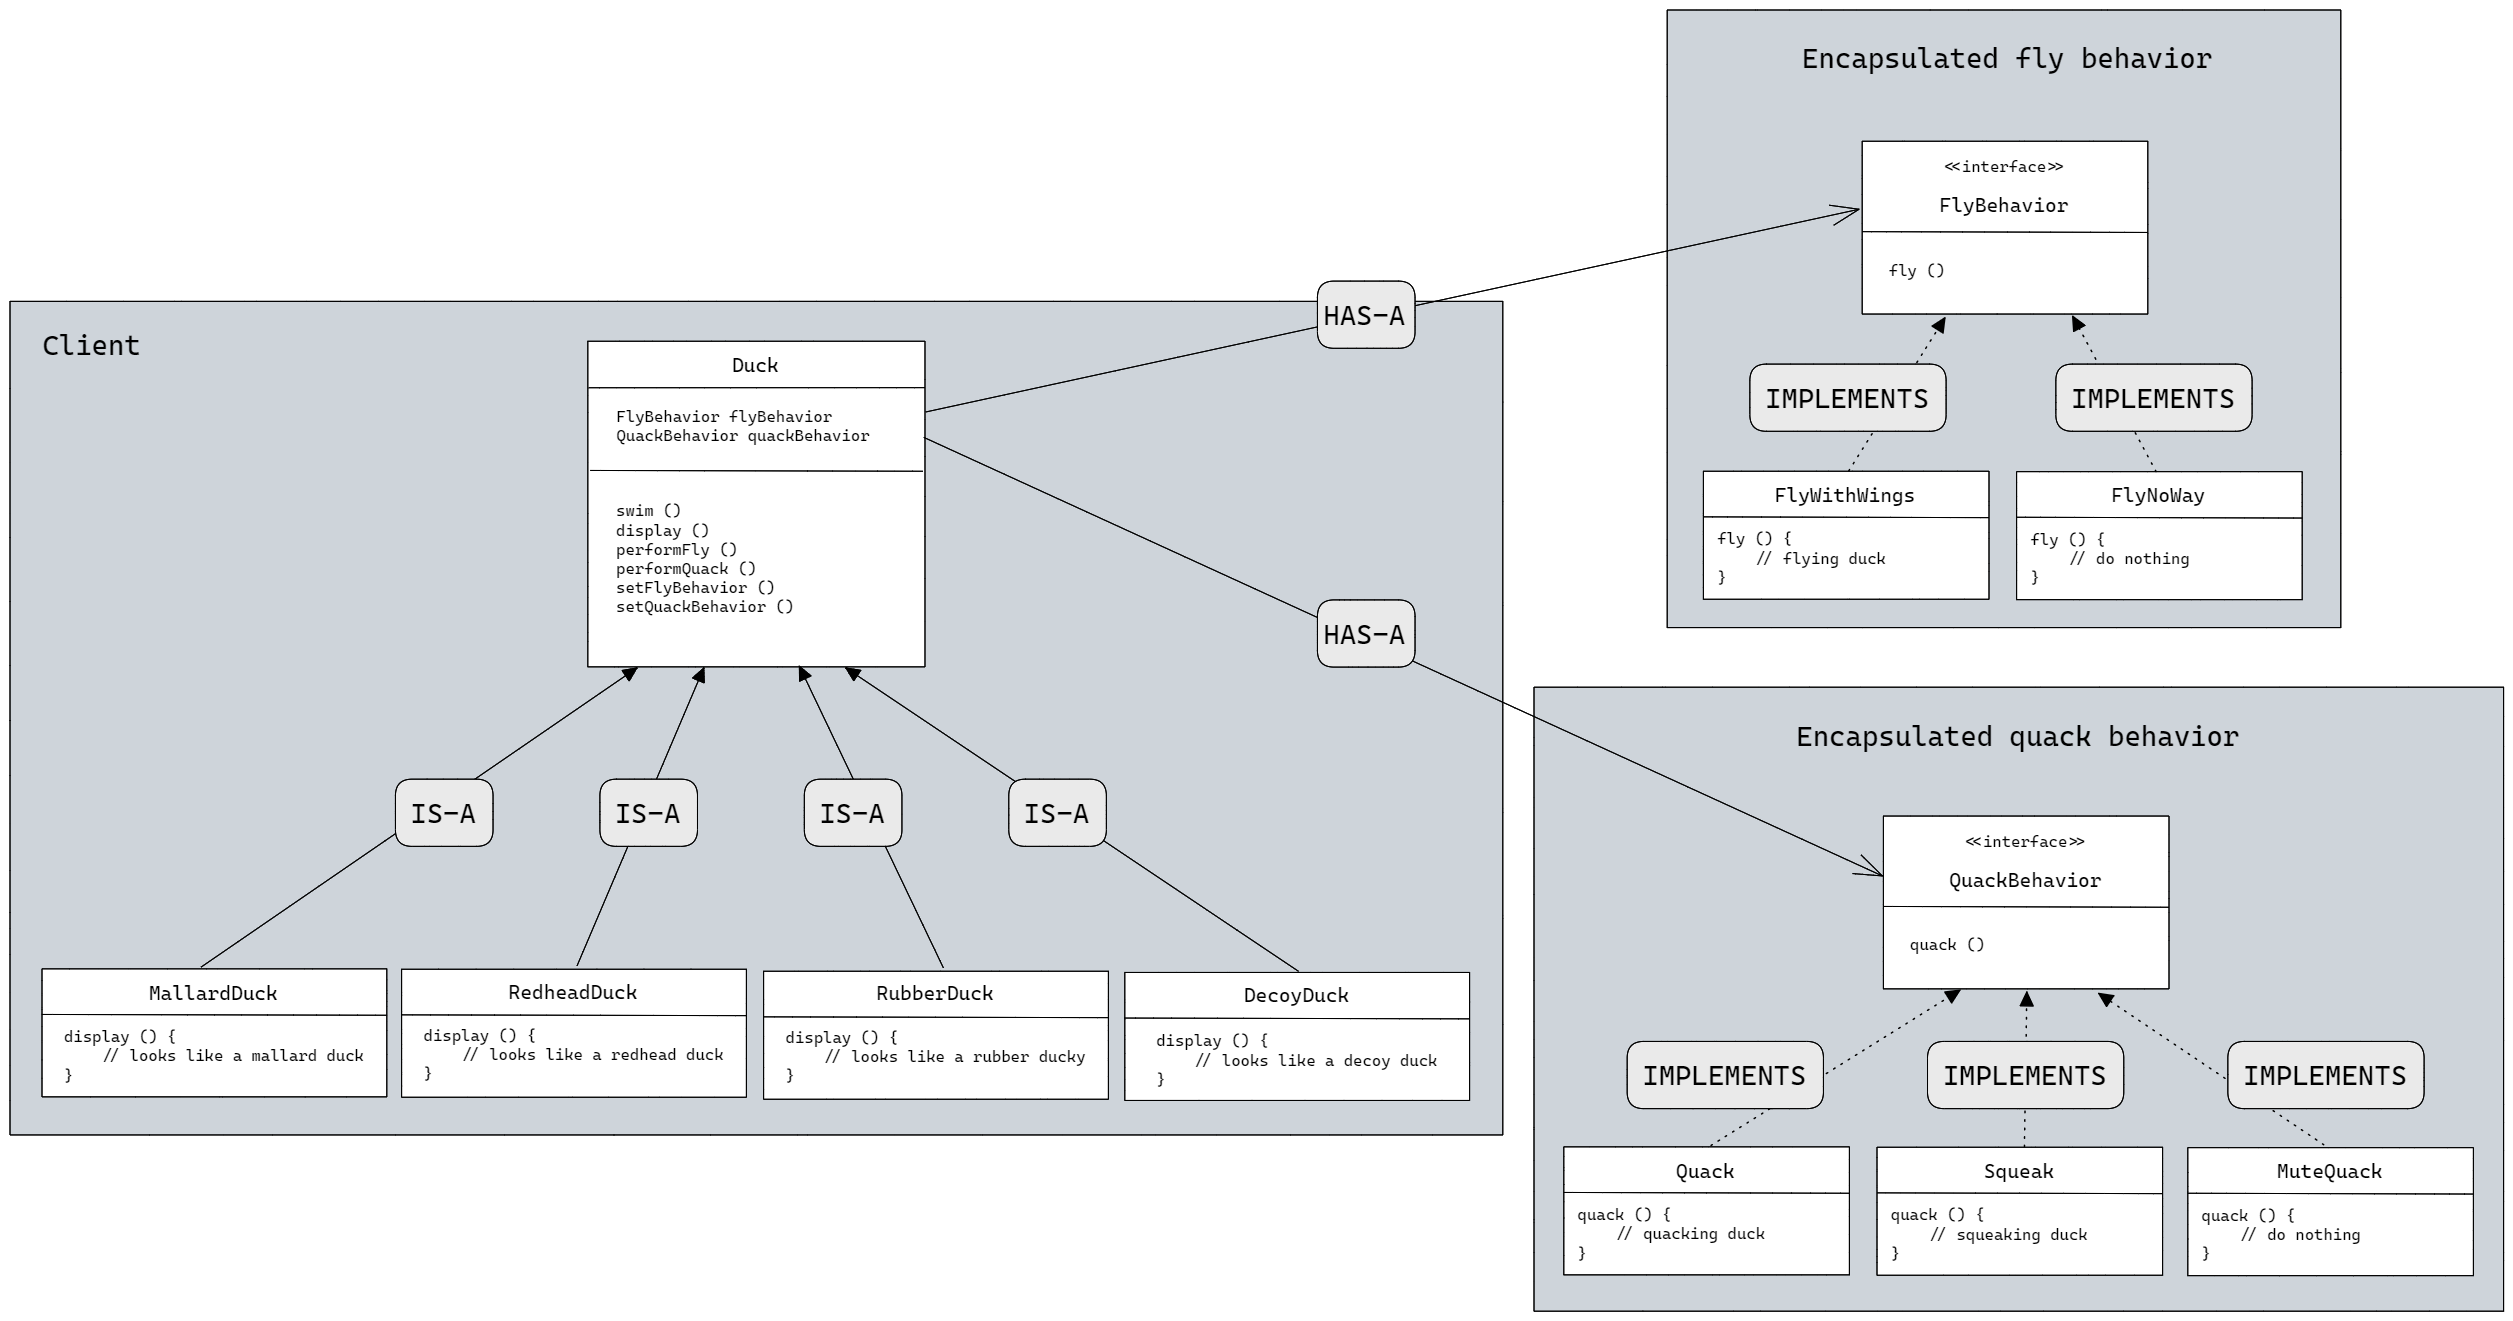 Encapsulated fly behavior
<<interface>>
FlyBehavior
fly ()
IMPLEMENTS
IMPLEMENTS
FlyWithWings
fly () {
// flying duck
}
FlyNoWay
fly () {
// do nothing
}
HAS-A
Client
Duck
FlyBehavior flyBehavior
QuackBehavior quackBehavior
swim ()
display ()
performFly ()
performQuack ()
setFlyBehavior ()
setQuackBehavior ()
HAS-A
IS-A
IS-A
IS-A
IS-A
MallardDuck
display () {
// looks like a mallard duck
}
RedheadDuck
display () {
// looks like a redhead duck
}
RubberDuck
display () {
// looks like a rubber ducky
}
DecoyDuck
display () {
// looks like a decoy duck
}
Encapsulated quack behavior
<<interface>>
QuackBehavior
quack ()
IMPLEMENTS
IMPLEMENTS
IMPLEMENTS
Quack
quack () {
// quacking duck
}
Squeak
quack () {
// squeaking duck
}
MuteQuack
quack () {
// do nothing
}